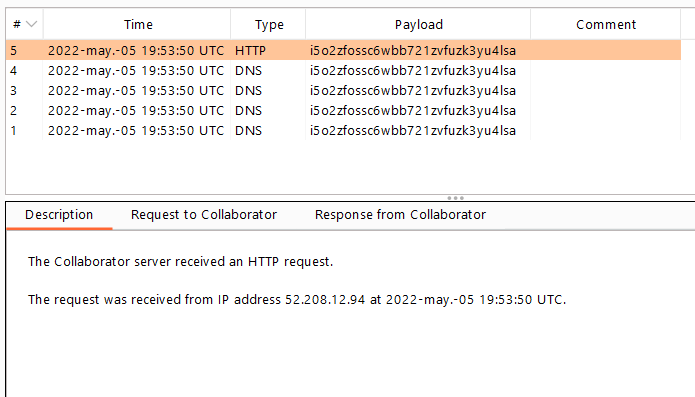 # Time Type Payload Comment
5 2022-may.-05 19:53:50 UTC HTTP i5o2zfossc6wbb721zvfuzk3yu4lsa
4 2022-may.-05 19:53:50 UTC DNS i5o2zfossc6wbb721zvfuzk3yu4lsa
3 2022-may.-05 19:53:50 UTC DNS i5o2zfossc6wbb721zvfuzk3yu4lsa
2 2022-may.-05 19:53:50 UTC DNS i5o2zfossc6wbb721zvfuzk3yu4lsa
1 2022-may.-05 19:53:50 UTC DNS i5o2zfossc6wbb721zvfuzk3yu4lsa
Description Request to Collaborator Response from Collaborator
The Collaborator server received an HTTP request.
The request was received from IP address 52.208.12.94 at 2022-may.-05 19:53:50 UTC.